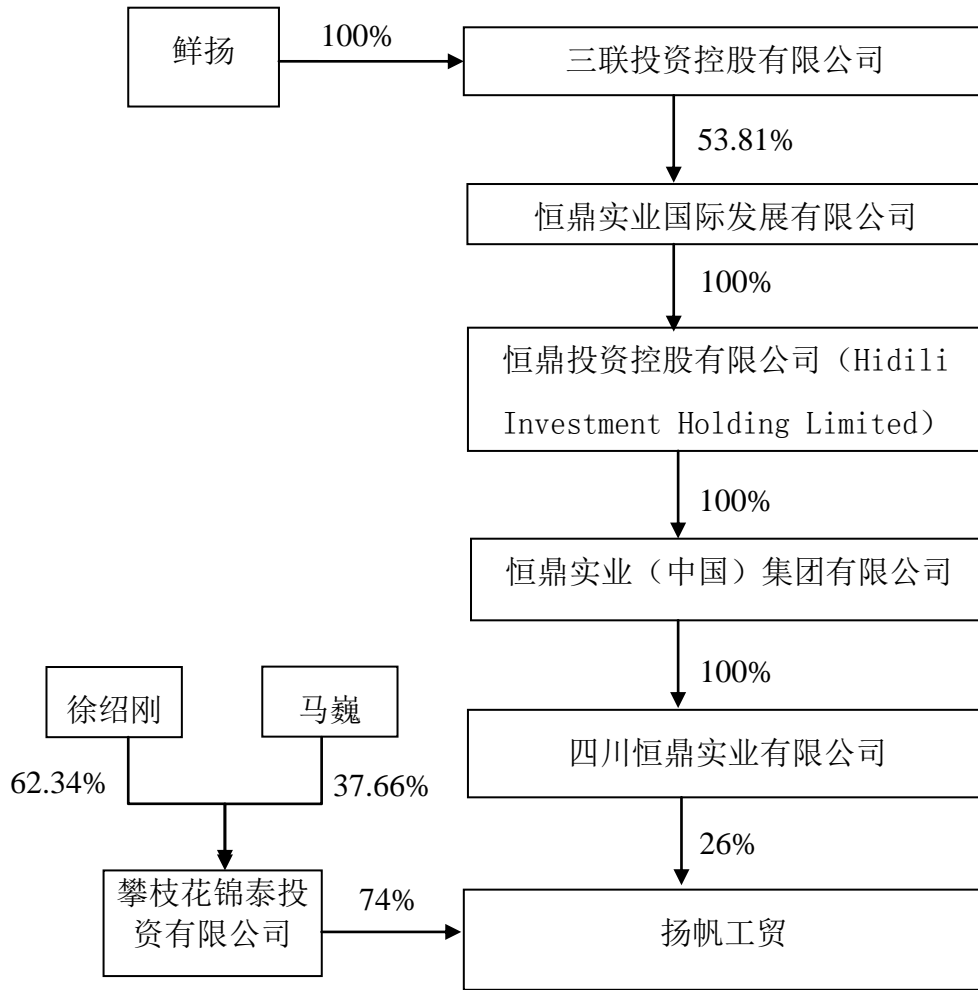 鲜扬
100%
三联投资控股有限公司
53.81%
恒鼎实业国际发展有限公司
100%
恒鼎投资控股有限公司（Hidili
Investment Holding Limited）
100%
恒鼎实业（中国）集团有限公司
100%
徐绍刚
马巍
四川恒鼎实业有限公司
62.34%
37.66%
26%
攀枝花锦泰投
资有限公司
74%
扬帆工贸